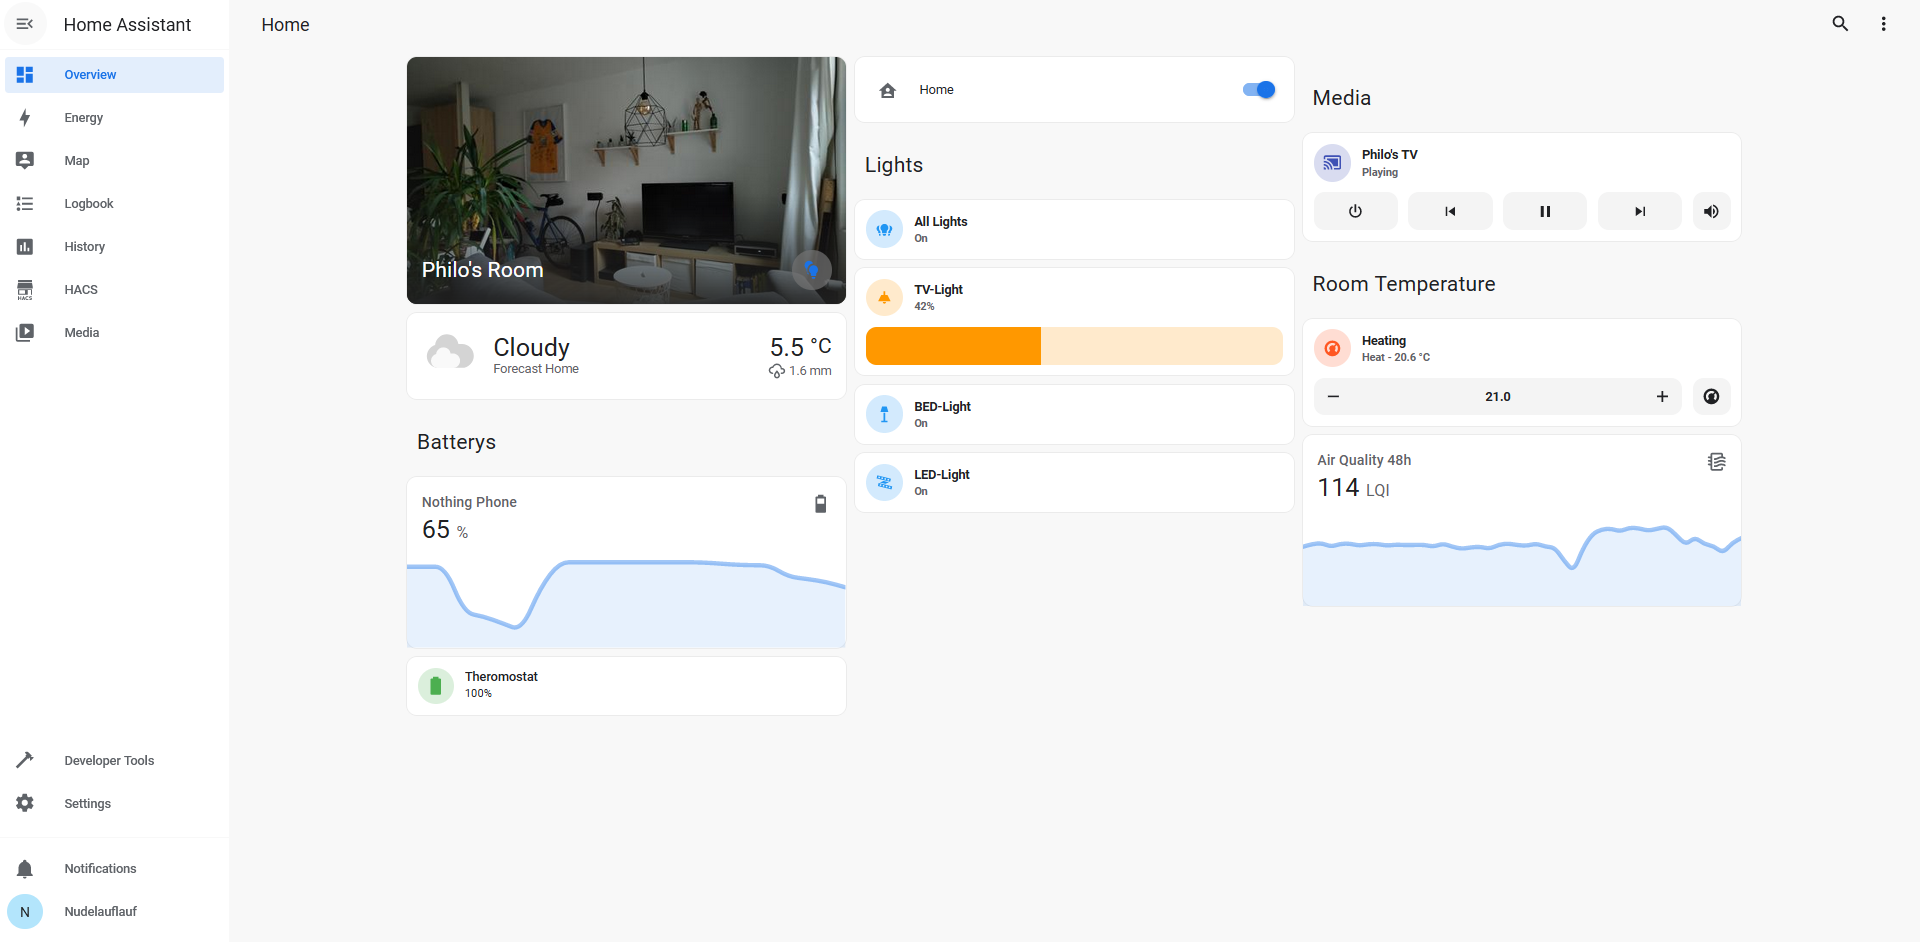 Home Assistant
Overview
Energy
Map
Logbook
History
HACS
HACS
Media
Developer Tools
Settings
Notifications
N
Nudelauflauf
Home
Philo's Room
Cloudy
Forecast Home
5.5 °C
1.6 mm
Batterys
Nothing Phone
65 %
Theromostat
100%
Home
Lights
All Lights
On
TV-Light
42%
BED-Light
On
LED-Light
On
Media
Philo's TV
Playing
Room Temperature
Heating
Heat - 20.6 °C
21.0
Air Quality 48h
114 LQI